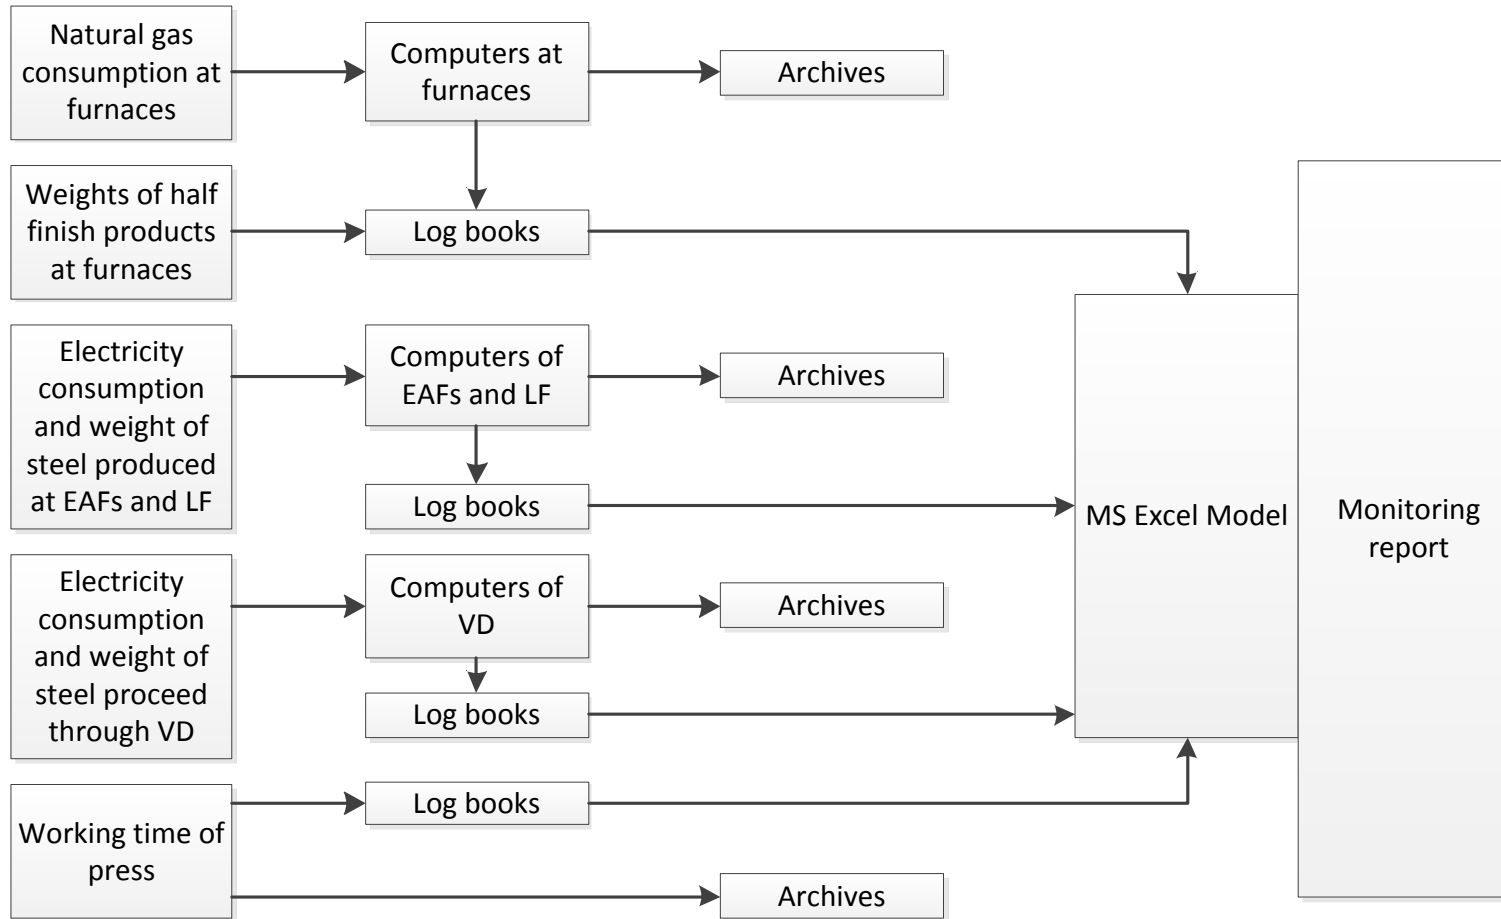 Natural gas
consumption at
furnaces
Computers at
furnaces
Archives
Weights of half
finish products
at furnaces
Log books
Electricity
consumption
and weight of
steel produced
at EAFs and LF
Computers of
EAFs and LF
Archives
Log books
MS Excel Model
Monitoring
report
Electricity
consumption
and weight of
steel proceed
through VD
Computers of
VD
Archives
Log books
Working time of
press
Log books
Archives